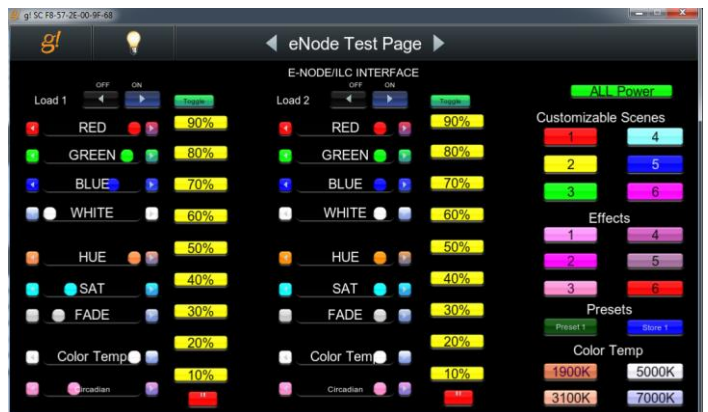 g! SC F8-57-2E-00-9F-68
g!
eNode Test Page
E-NODE/ILC INTERFACE
OFF ON
Load 1
Toggle
RED
90%
GREEN
80%
BLUE
70%
WHITE
60%
50%
HUE
40%
SAT
FADE
30%
20%
Color Temp
10%
Circadian
OFF ON
Load 2
Toggle
RED
90%
GREEN
80%
BLUE
70%
WHITE
60%
50%
HUE
40%
SAT
FADE
30%
20%
Color Temp
10%
Circadian
ALL Power
Customizable Scenes
1 4
2 5
3 6
Effects
1 4
2 5
3 6
Presets
Preset 1 Store 1
Color Temp
1900K 5000K
3100K 7000K